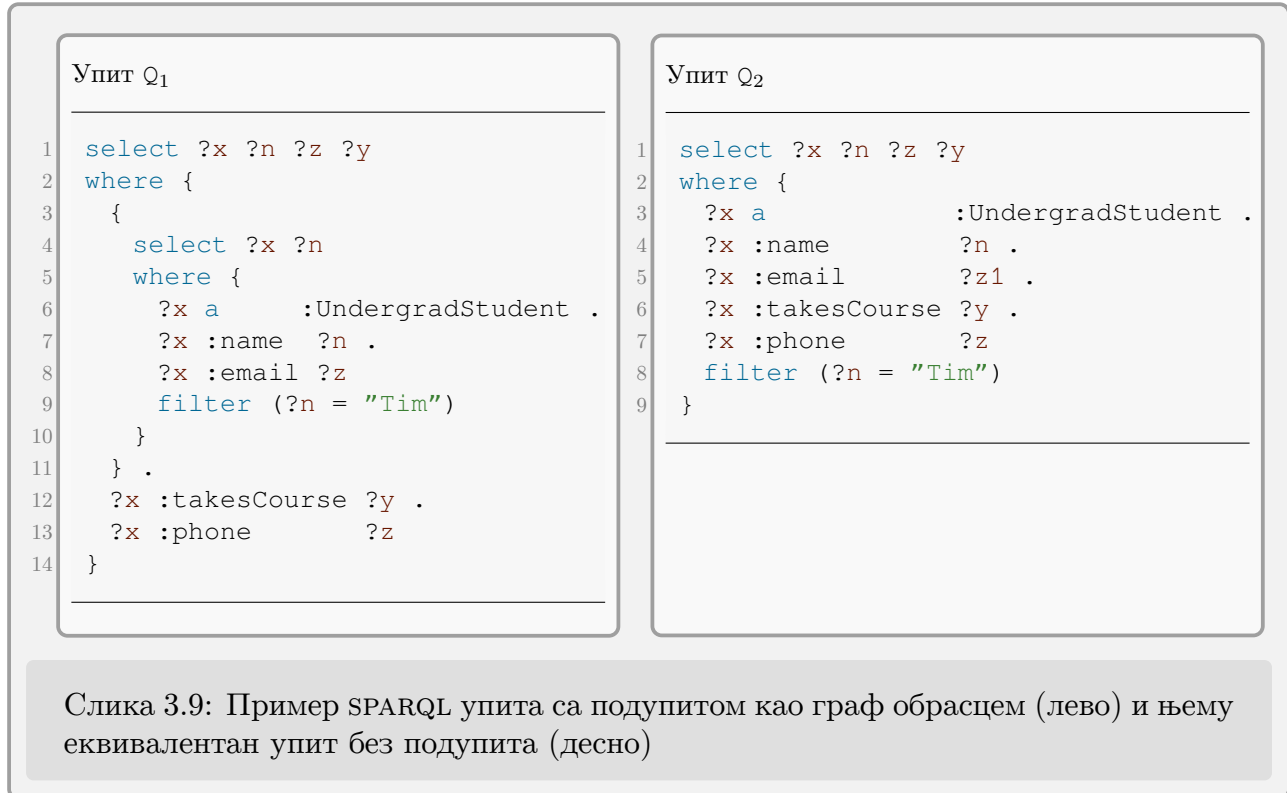 Упит Q1
1 select ?x ?n ?z ?y
2 where {
3 {
4 select ?x ?n
5 where {
6 ?x a :UndergradStudent .
7 ?x :name ?n .
8 ?x :email ?z
9 filter (?n = "Tim")
10 }
11 } .
12 ?x :takesCourse ?y .
13 ?x :phone ?z
14 }
Упит Q2
1 select ?x ?n ?z ?y
2 where {
3 ?x a :UndergradStudent .
4 ?x :name ?n .
5 ?x :email ?z1 .
6 ?x :takesCourse ?y .
7 ?x :phone ?z
8 filter (?n = "Tim")
9 }
Слика 3.9: Пример SPARQL упита са подупитом као граф обрасцем (лево) и њему
еквивалентан упит без подупита (десно)